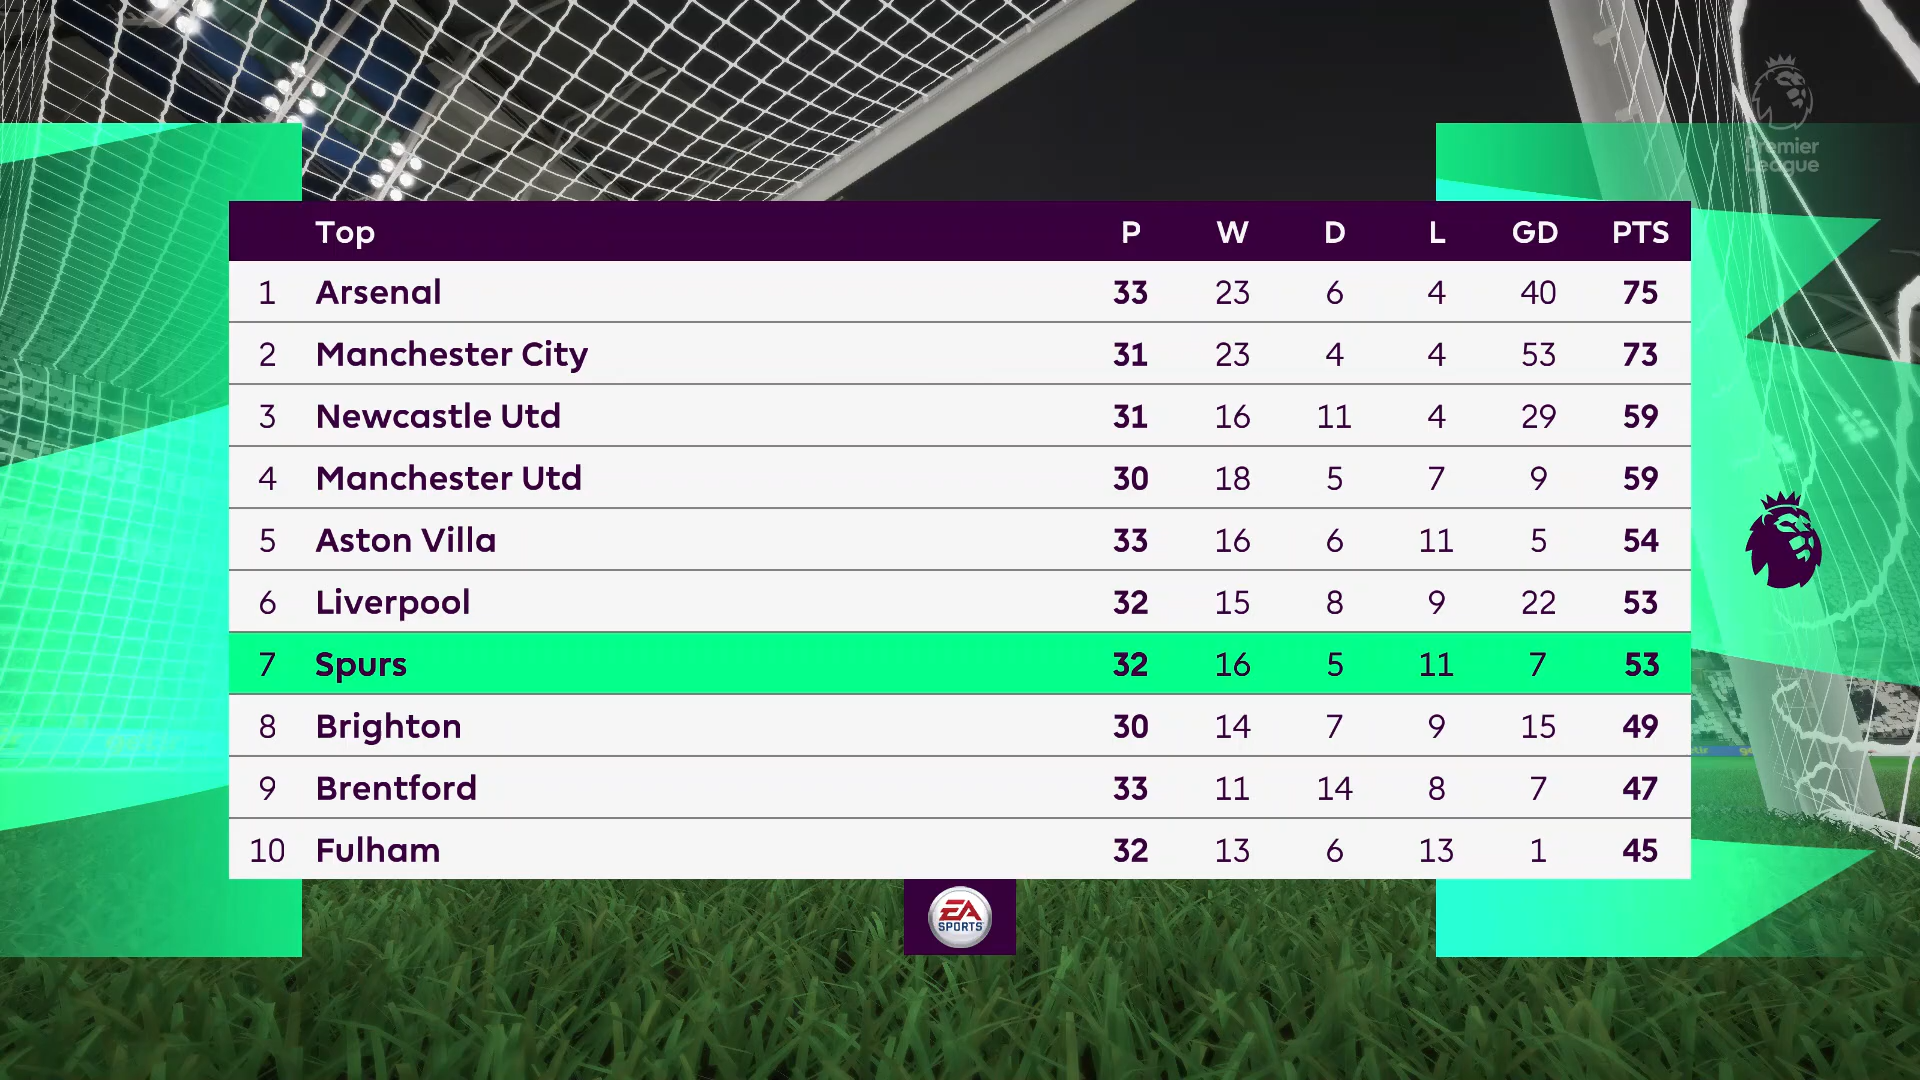 Premier
League
Top P W D L GD PTS
1 Arsenal 33 23 6 4 40 75
2 Manchester City 31 23 4 4 53 73
3 Newcastle Utd 31 16 11 4 29 59
4 Manchester Utd 30 18 5 7 9 59
5 Aston Villa 33 16 6 11 5 54
6 Liverpool 32 15 8 9 22 53
7 Spurs 32 16 5 11 7 53
8 Brighton 30 14 7 9 15 49
9 Brentford 33 11 14 8 7 47
10 Fulham 32 13 6 13 1 45
EA
SPORTS